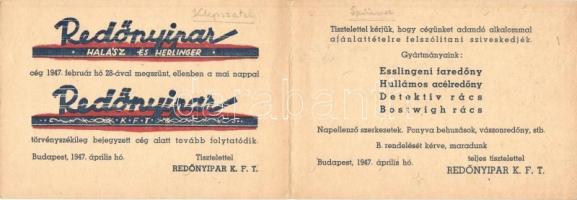 Redőnyipar
HALÁSZ ÉS HERLINGER
cég 1947. február hó 28-ával megszünt, ellenben a mai nappal
Redőnyipar
K.F.T.
törvényszékileg bejegyzett cég alatt tovább folytatódik.
Budapest, 1947. április hó.
Tisztelettel
REDŐNYIPAR K. F. T.
Tisztelettel kérjük, hogy cégünket adandó alkalommal
ajánlattételre felszólítani sziveskedjék.
Gyártmányaink:
Esslingeni faredőny
Hullámos acélredőny
Detektiv rács
Bostwigh rács
Napellenző szerkezetek. Ponyva behuzások, vászonredőny, stb.
B. rendelését kérve, maradunk
Budapest, 1947. április hó.
teljes tisztelettel
REDŐNYIPAR K. F. T.
darabanth